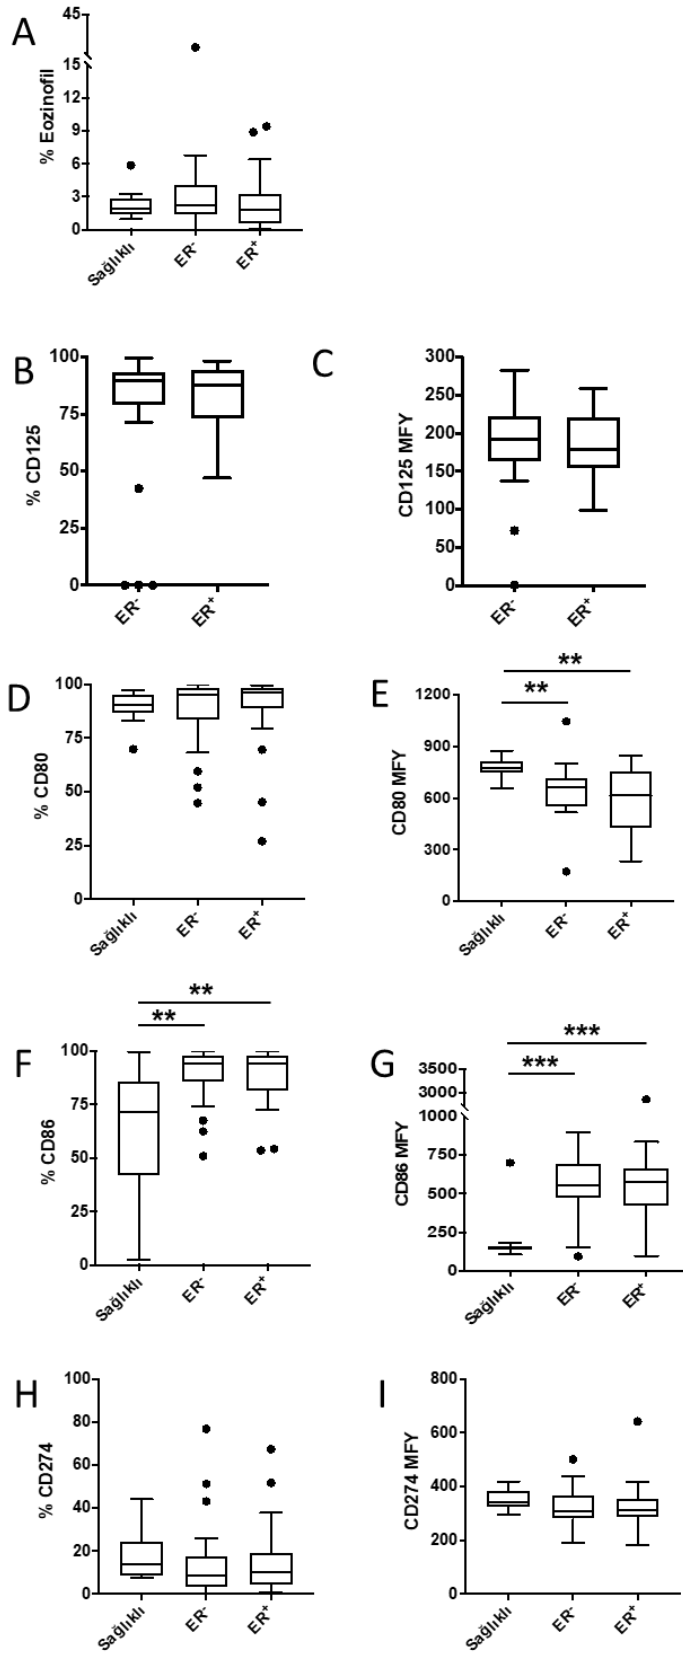 A
% Eozinofil
45
15
12
9
6
3
0
Sağlıklı
ER-
ER+
B
% CD125
100
75
50
25
0
ER-
ER+
C
CD125 MFY
300
250
200
150
100
50
0
ER-
ER+
D
% CD80
100
75
50
25
0
Sağlıklı
ER-
ER+
E
CD80 MFY
**
**
1200
900
600
300
0
Sağlıklı
ER-
ER+
F
% CD86
**
**
100
75
50
25
0
Sağlıklı
ER-
ER+
G
CD86 MFY
***
***
3500
3000
1000
750
500
250
0
Sağlıklı
ER-
ER+
H
% CD274
100
80
60
40
20
0
Sağlıklı
ER-
ER+
I
CD274 MFY
800
600
400
200
0
Sağlıklı
ER-
ER+